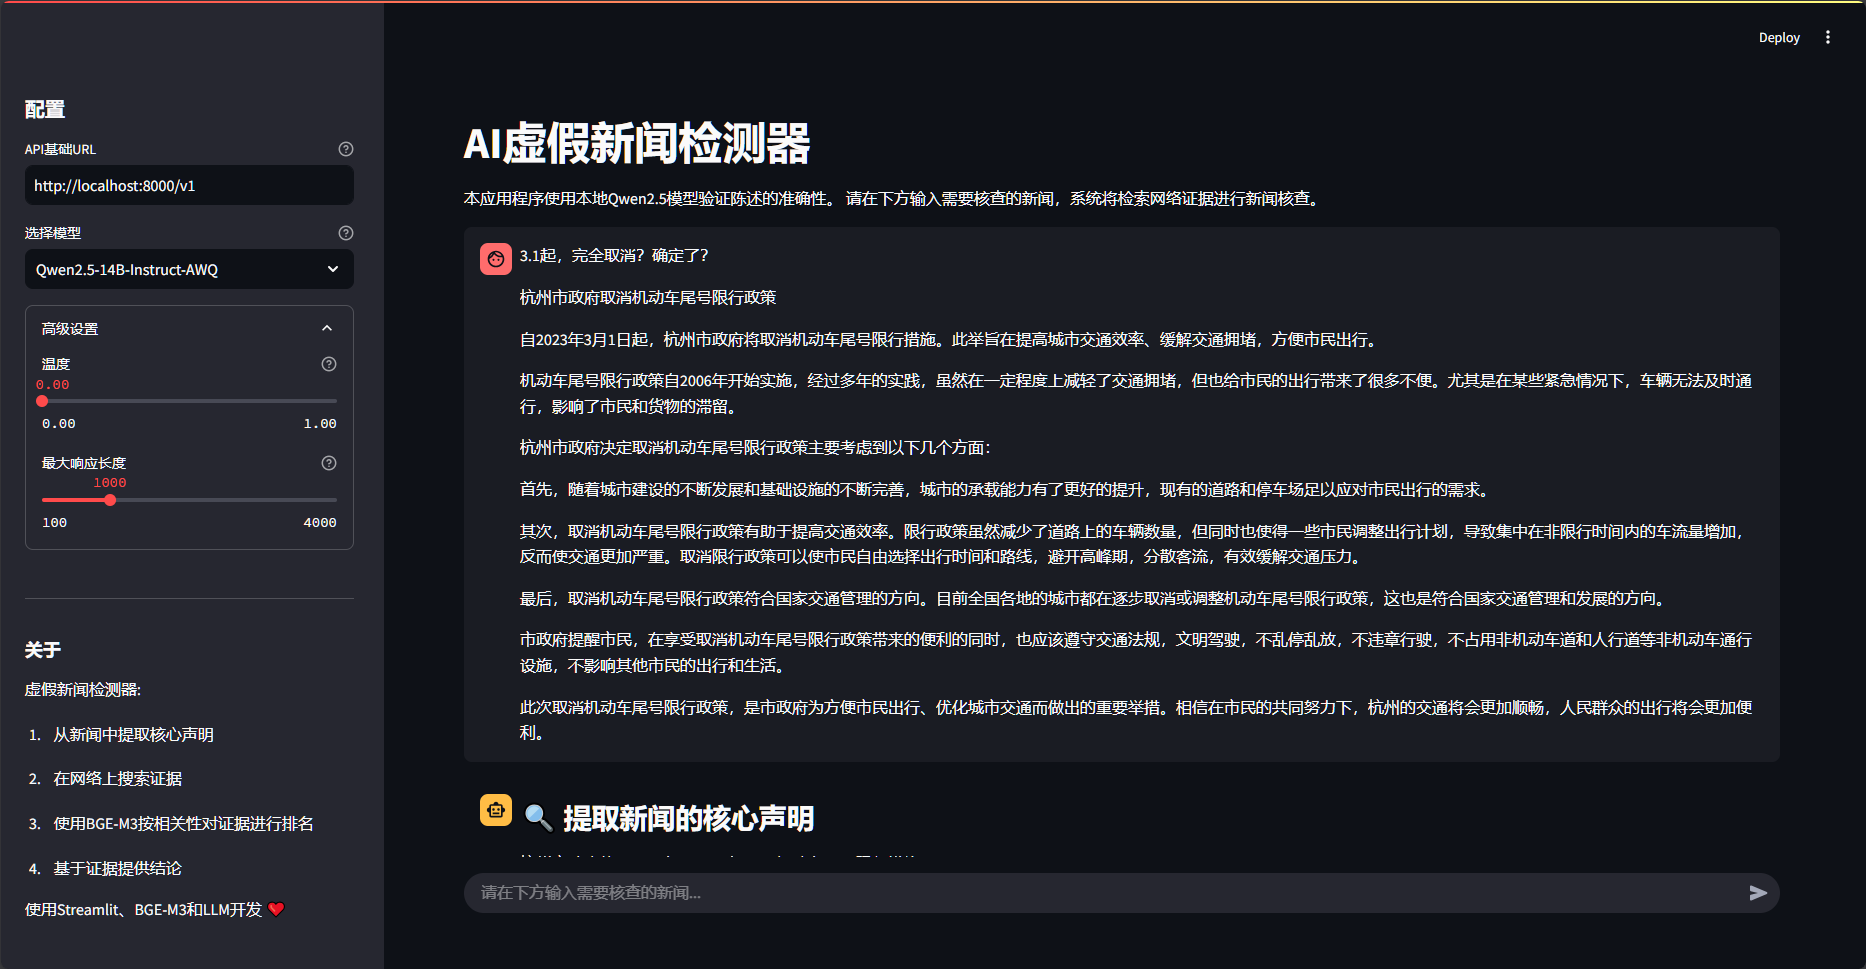 Deploy
配置
API基础URL
http://localhost:8000/v1
选择模型
Qwen2.5-14B-Instruct-AWQ
高级设置
温度
0.00
0.00
1.00
最大响应长度
1000
100
4000
关于
虚假新闻检测器:
1. 从新闻中提取核心声明
2. 在网络上搜索证据
3. 使用BGE-M3按相关性对证据进行排名
4. 基于证据提供结论
使用Streamlit、BGE-M3和LLM开发
AI虚假新闻检测器
本应用程序使用本地Qwen2.5模型验证陈述的准确性。 请在下方输入需要核查的新闻，系统将检索网络证据进行新闻核查。
3.1起，完全取消？确定了？
杭州市政府取消机动车尾号限行政策
自2023年3月1日起，杭州市政府将取消机动车尾号限行措施。此举旨在提高城市交通效率、缓解交通拥堵，方便市民出行。
机动车尾号限行政策自2006年开始实施，经过多年的实践，虽然在一定程度上减轻了交通拥堵，但也给市民的出行带来了很多不便。尤其是在某些紧急情况下，车辆无法及时通
行，影响了市民和货物的滞留。
杭州市政府决定取消机动车尾号限行政策主要考虑到以下几个方面：
首先，随着城市建设的不断发展和基础设施的不断完善，城市的承载能力有了更好的提升，现有的道路和停车场足以应对市民出行的需求。
其次，取消机动车尾号限行政策有助于提高交通效率。限行政策虽然减少了道路上的车辆数量，但同时也使得一些市民调整出行计划，导致集中在非限行时间内的车流量增加，
反而使交通更加严重。取消限行政策可以使市民自由选择出行时间和路线，避开高峰期，分散客流，有效缓解交通压力。
最后，取消机动车尾号限行政策符合国家交通管理的方向。目前全国各地的城市都在逐步取消或调整机动车尾号限行政策，这也是符合国家交通管理和发展的方向。
市政府提醒市民，在享受取消机动车尾号限行政策带来的便利的同时，也应该遵守交通法规，文明驾驶，不乱停乱放，不违章行驶，不占用非机动车道和人行道等非机动车通行
设施，不影响其他市民的出行和生活。
此次取消机动车尾号限行政策，是市政府为方便市民出行、优化城市交通而做出的重要举措。相信在市民的共同努力下，杭州的交通将会更加顺畅，人民群众的出行将会更加便
利。
提取新闻的核心声明
请在下方输入需要核查的新闻...